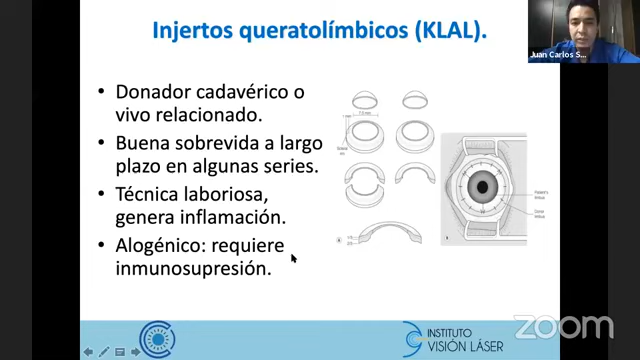 Injertos queratolímbicos (KLAL).
Juan Carlos S...
• Donador cadavérico o
vivo relacionado.
• Buena sobrevida a largo
plazo en algunas series.
• Técnica laboriosa,
genera inflamación.
• Alogénico: requiere
inmunosupresión.
INSTITUTO
VISIÓN LÁSER
zoom